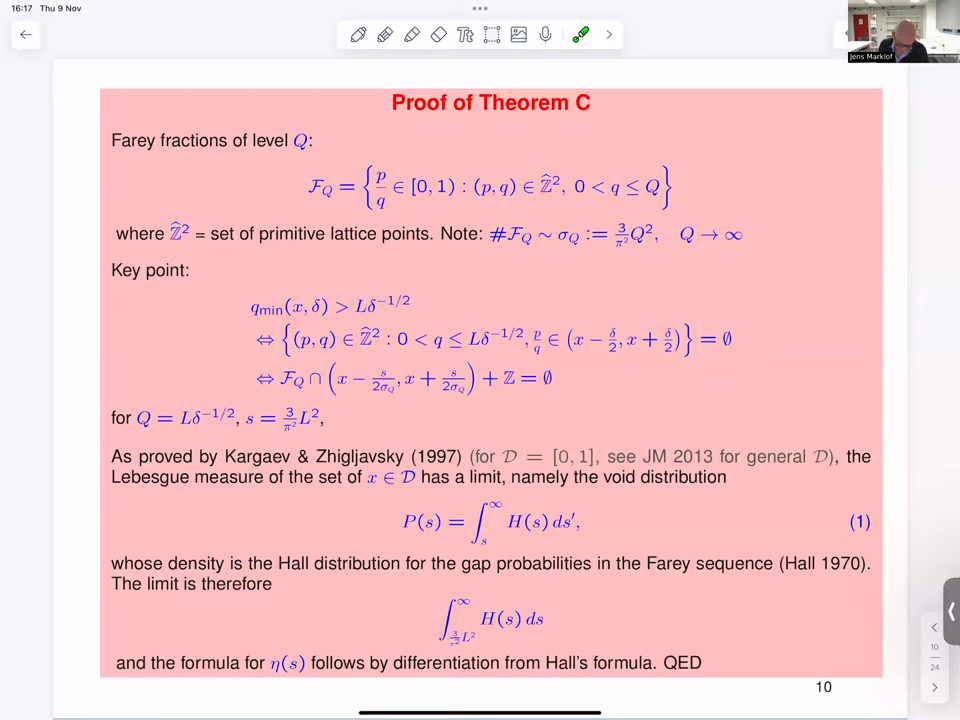 16:17 Thu 9 Nov
Tt
Jens Marklof
Proof of Theorem C
Farey fractions of level Q:
𝓕_Q = { p/q ∈ [0, 1) : (p, q) ∈ ẑℤ², 0 < q ≤ Q }
where ℤ̂² = set of primitive lattice points. Note: #𝓕_Q ∼ σ_Q := 3/π² Q², Q → ∞
Key point:
q_min(x, δ) > Lδ^{−1/2}
⇔ { (p, q) ∈ ℤ̂² : 0 < q ≤ Lδ^{−1/2}, p/q ∈ (x − δ/2, x + δ/2) } = ∅
⇔ 𝓕_Q ∩ (x − s/2σ_Q, x + s/2σ_Q) + ℤ = ∅
for Q = Lδ^{−1/2}, s = 3/π² L²,
As proved by Kargaev & Zhigljavsky (1997) (for 𝒟 = [0, 1], see JM 2013 for general 𝒟), the
Lebesgue measure of the set of x ∈ 𝒟 has a limit, namely the void distribution
P(s) = ∫_s^∞ H(s) ds′, (1)
whose density is the Hall distribution for the gap probabilities in the Farey sequence (Hall 1970).
The limit is therefore
∫_{3/π² L²}^∞ H(s) ds
and the formula for η(s) follows by differentiation from Hall's formula. QED
10
10
24